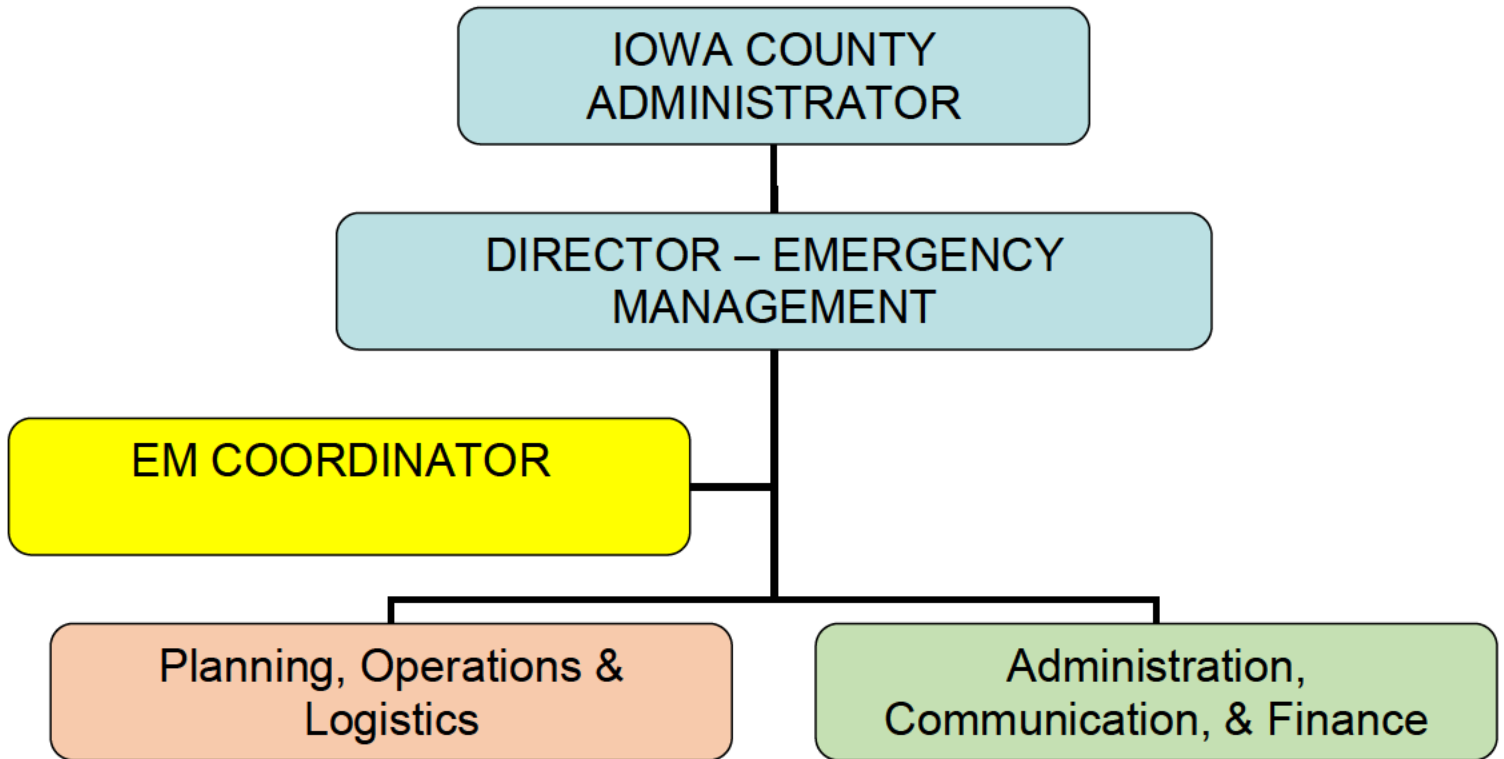 IOWA COUNTY
ADMINISTRATOR
DIRECTOR – EMERGENCY
MANAGEMENT
EM COORDINATOR
Planning, Operations &
Logistics
Administration,
Communication, & Finance